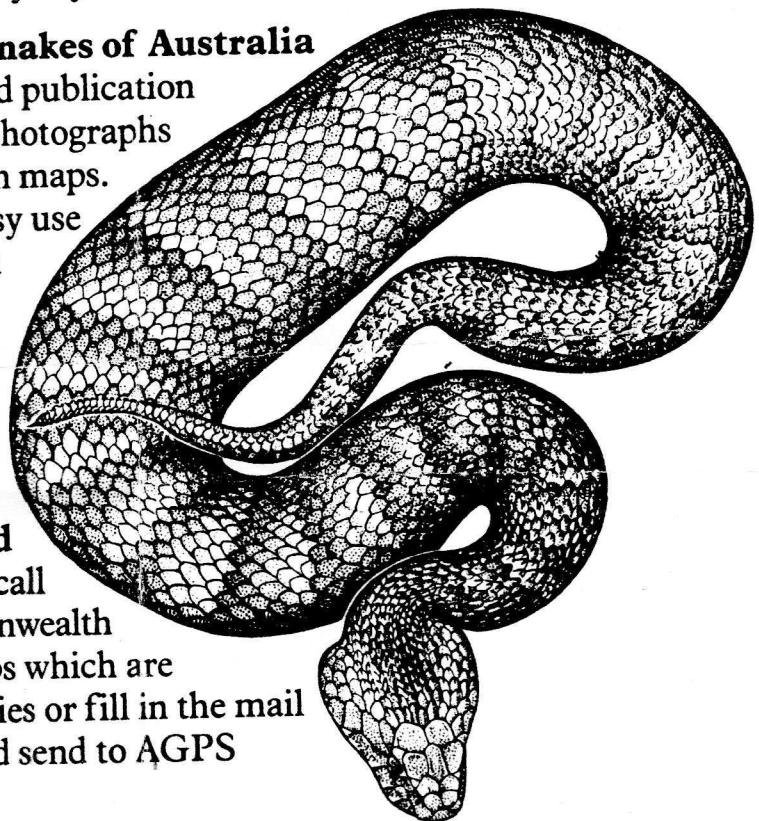 nakes of Australia
d publication
hotographs
n maps.
sy use
d
call
nwealth
s which are
ies or fill in the mail
d send to AGPS